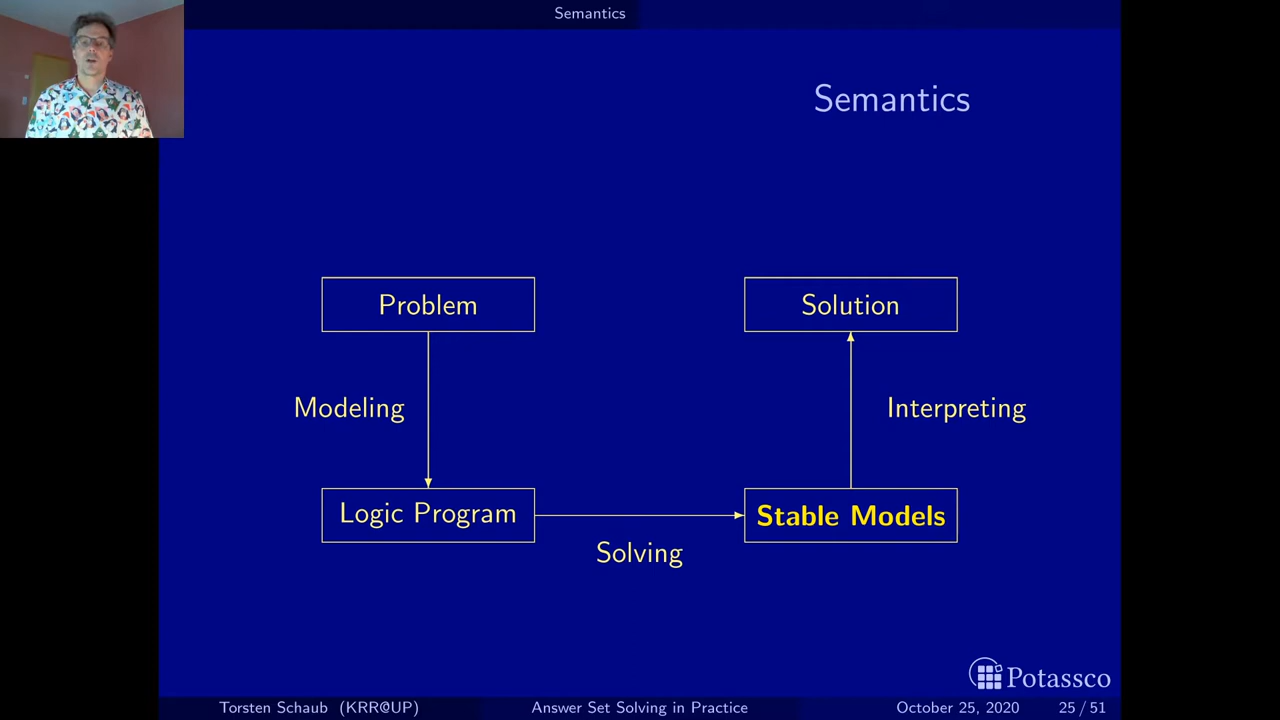 Semantics
Semantics
Problem
Solution
Modeling
Interpreting
Logic Program
Stable Models
Solving
Potassco
Torsten Schaub (KRR@UP) Answer Set Solving in Practice October 25, 2020 25 / 51